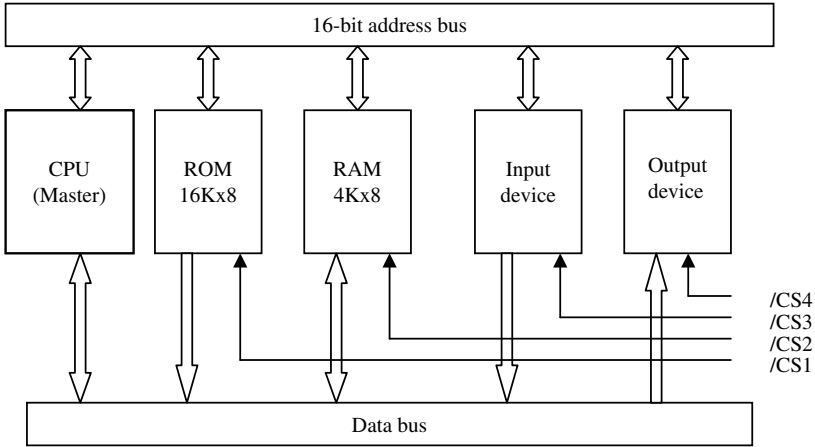 16-bit address bus
CPU
(Master)
ROM
16Kx8
RAM
4Kx8
Input
device
Output
device
/CS4
/CS3
/CS2
/CS1
Data bus